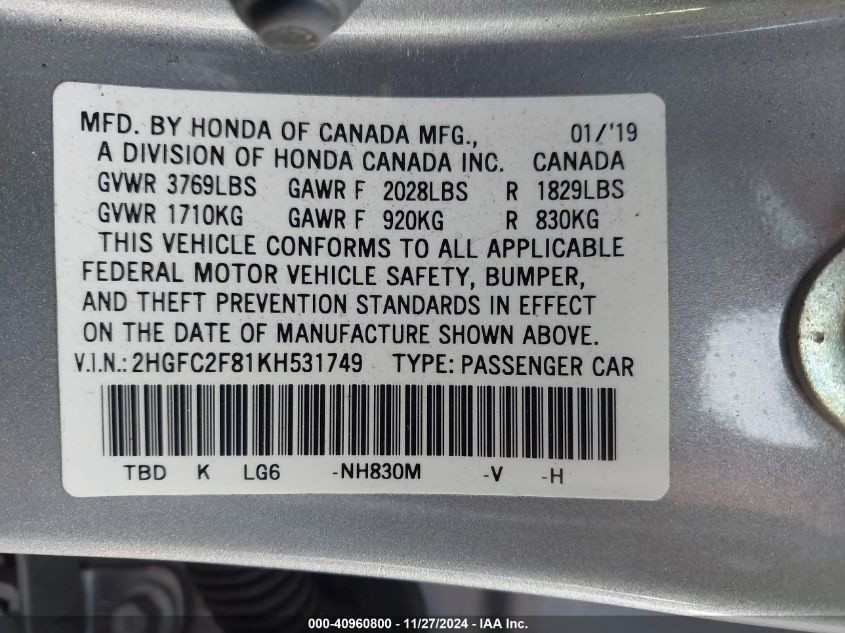 MFD. BY HONDA OF CANADA MFG., 01/'19
A DIVISION OF HONDA CANADA INC. CANADA
GVWR 3769LBS GAWR F 2028LBS R 1829LBS
GVWR 1710KG GAWR F 920KG R 830KG
THIS VEHICLE CONFORMS TO ALL APPLICABLE
FEDERAL MOTOR VEHICLE SAFETY, BUMPER,
AND THEFT PREVENTION STANDARDS IN EFFECT
ON THE DATE OF MANUFACTURE SHOWN ABOVE.
V.I.N.: 2HGFC2F81KH531749 TYPE: PASSENGER CAR
TBD K LG6 -NH830M -V -H
000-40960800 - 11/27/2024 - IAA Inc.